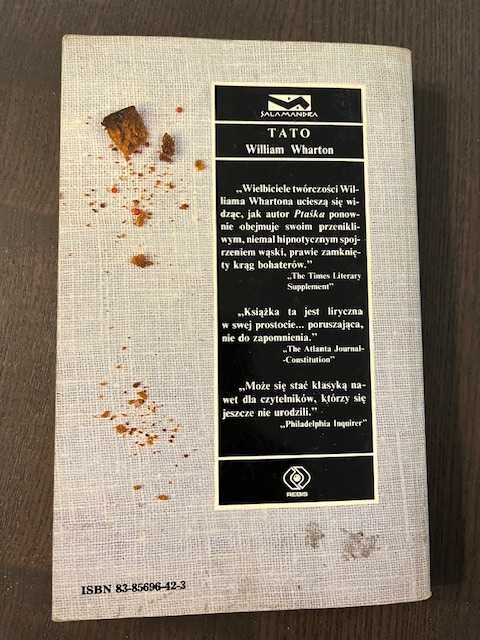 SALAMANDRA
TATO
William Wharton
„Wielbiciele twórczości Wil-
liama Whartona ucieszą się wi-
dząc, jak autor Ptaśka ponow-
nie obejmuje swoim przenikli-
wym, niemal hipnotycznym spoj-
rzeniem wąski, prawie zamknię-
ty krąg bohaterów.”
„The Times Literary
Supplement”
„Książka ta jest liryczna
w swej prostocie... poruszająca,
nie do zapomnienia.”
„The Atlanta Journal-
-Constitution”
„Może się stać klasyką na-
wet dla czytelników, którzy się
jeszcze nie urodzili.”
„Philadelphia Inquirer”
REBIS
ISBN 83-85696-42-3